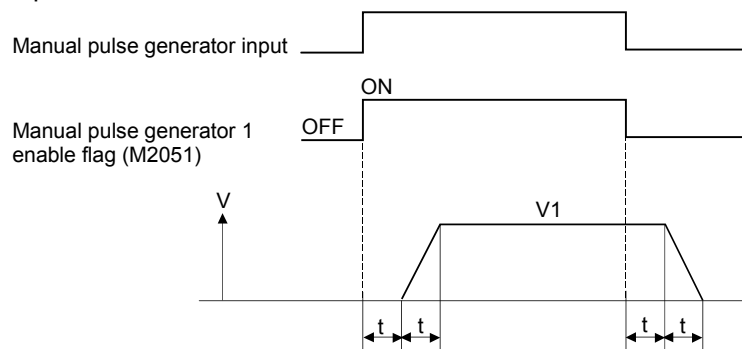 Manual pulse generator input
ON
Manual pulse generator 1
enable flag (M2051)
OFF
V
V1
t t t t